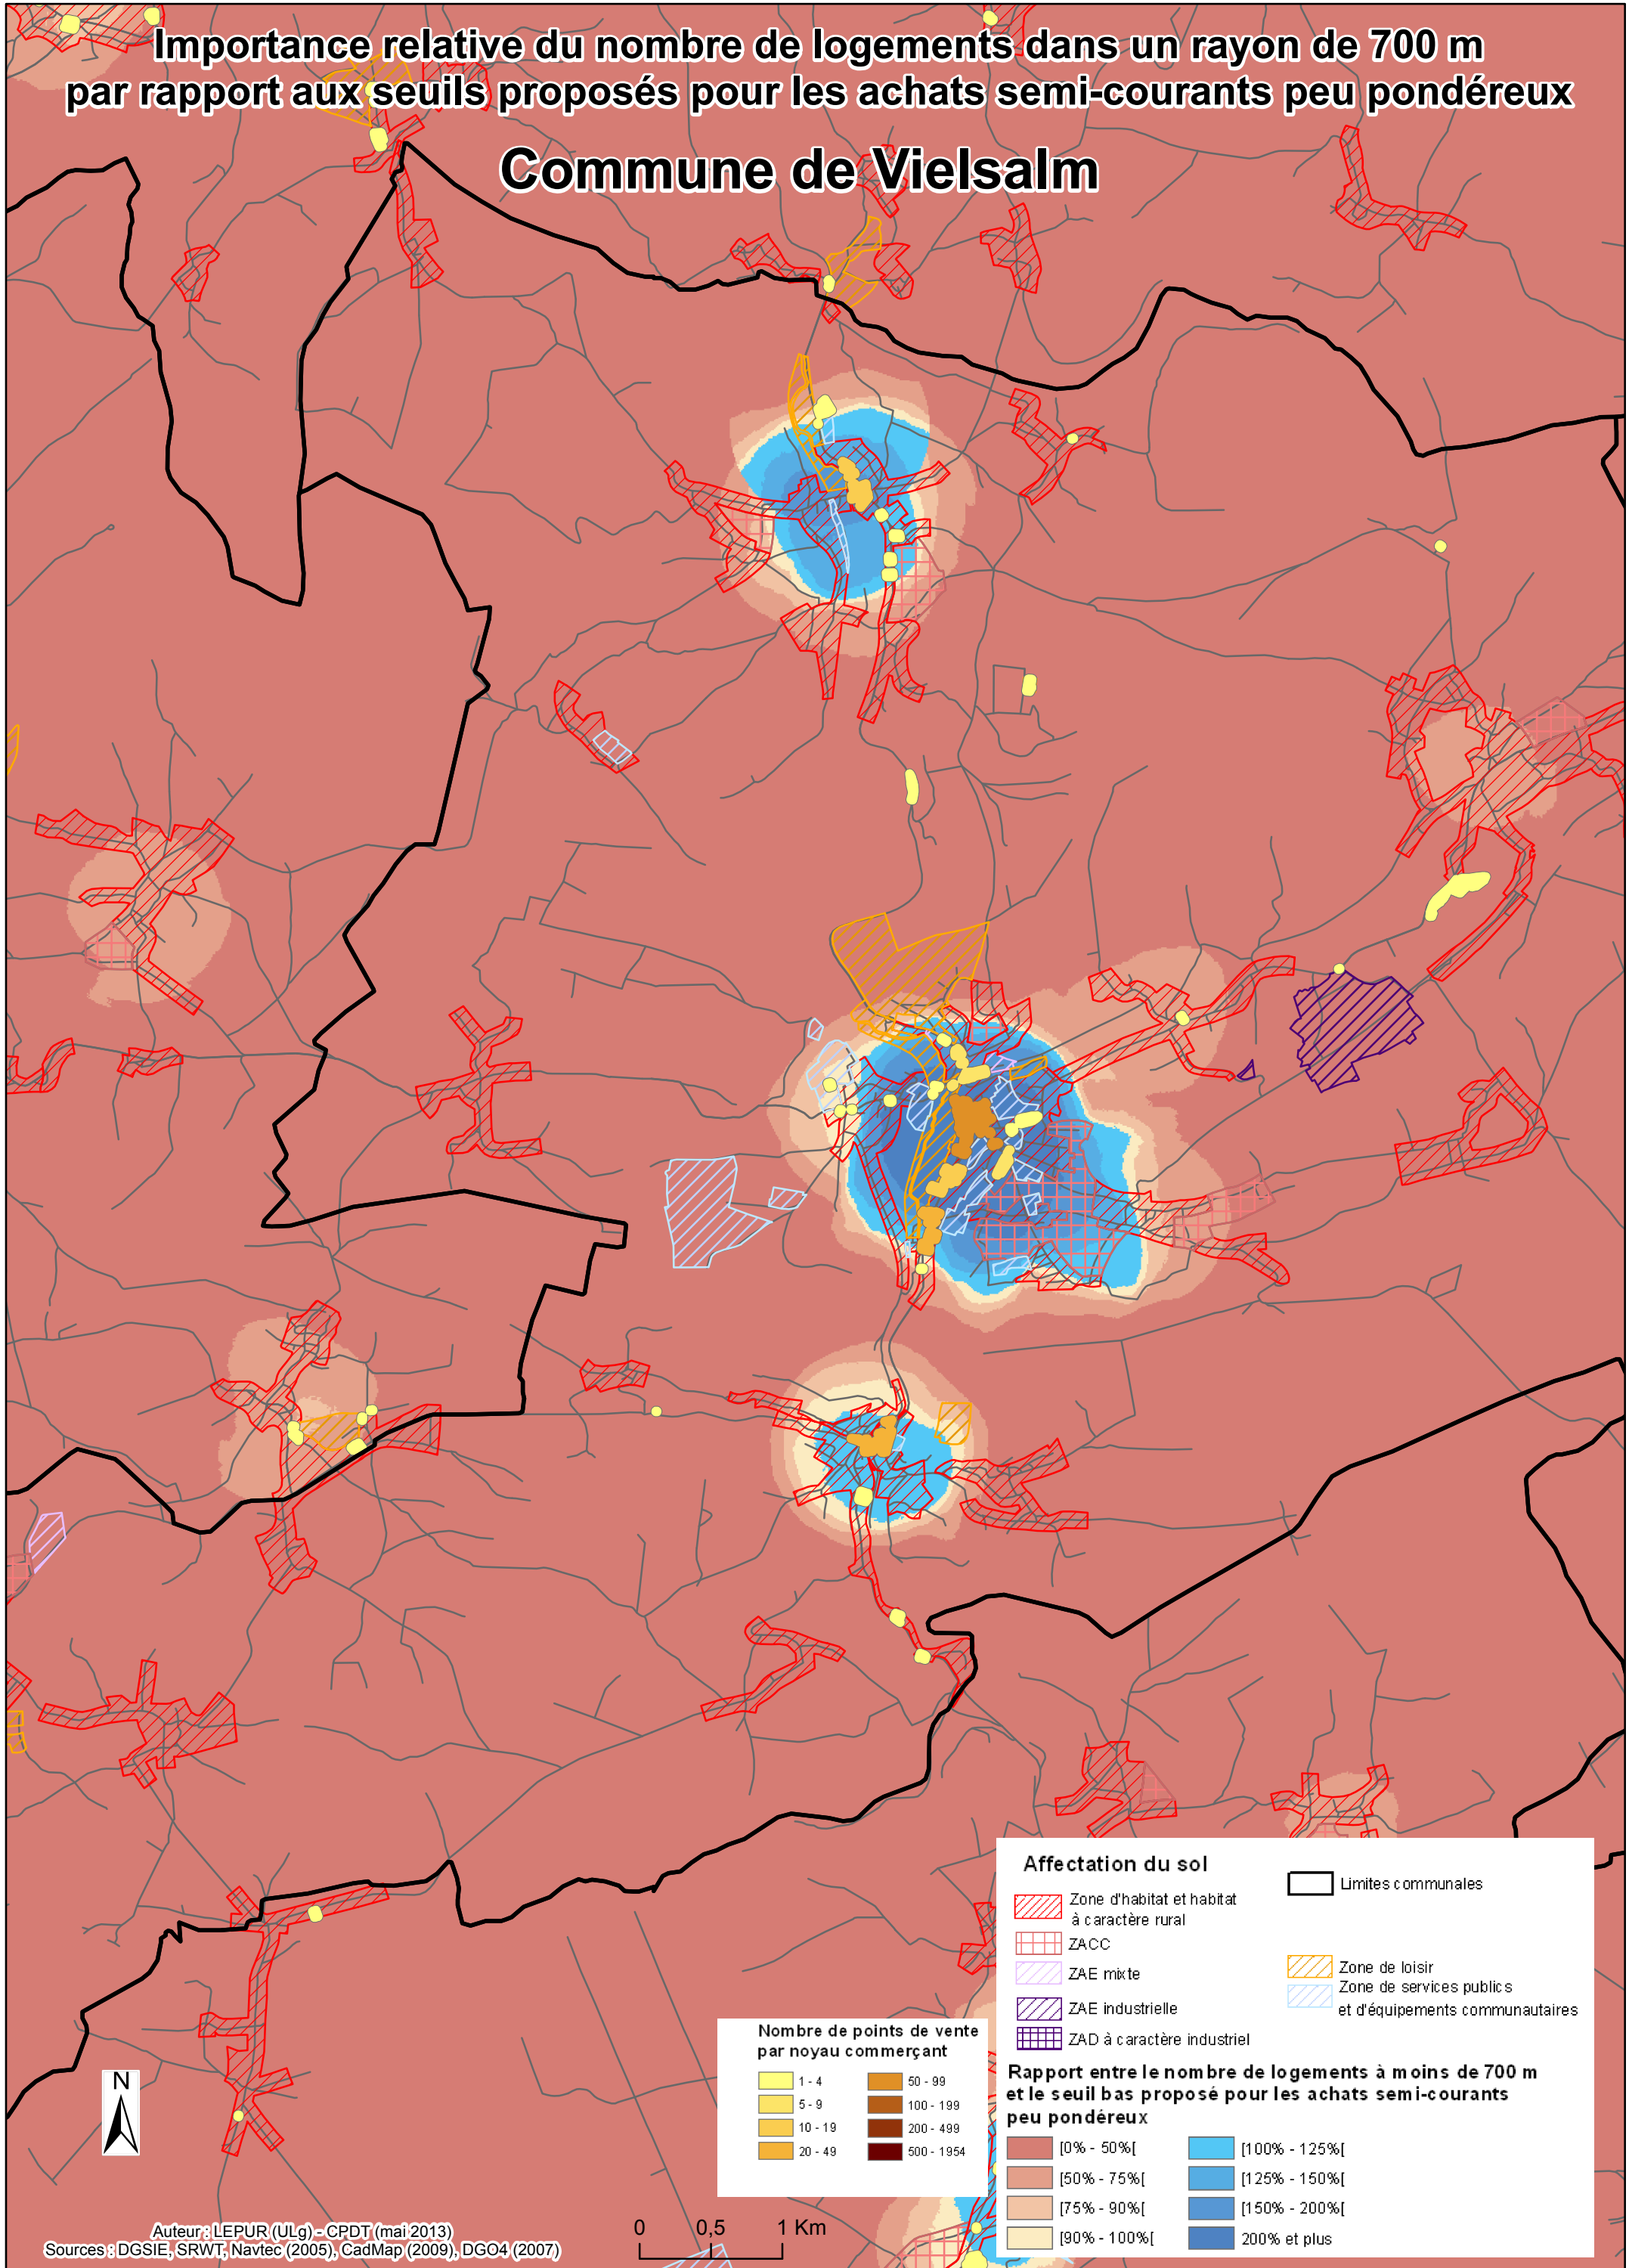 Importance relative du nombre de logements dans un rayon de 700 m
par rapport aux seuils proposés pour les achats semi-courants peu pondéreux
Commune de Vielsalm
Affectation du sol
Zone d'habitat et habitat
à caractère rural
ZACC
ZAE mixte
ZAE industrielle
ZAD à caractère industriel
Limites communales
Zone de loisir
Zone de services publics
et d'équipements communautaires
Nombre de points de vente
par noyau commerçant
1 - 4
5 - 9
10 - 19
20 - 49
50 - 99
100 - 199
200 - 499
500 - 1954
Rapport entre le nombre de logements à moins de 700 m
et le seuil bas proposé pour les achats semi-courants
peu pondéreux
[0% - 50%[
[50% - 75%[
[75% - 90%[
[90% - 100%[
[100% - 125%[
[125% - 150%[
[150% - 200%[
200% et plus
N
0 0,5 1 Km
Auteur : LEPUR (ULg) - CPDT (mai 2013)
Sources : DGSIE, SRWT, Navtec (2005), CadMap (2009), DGO4 (2007)